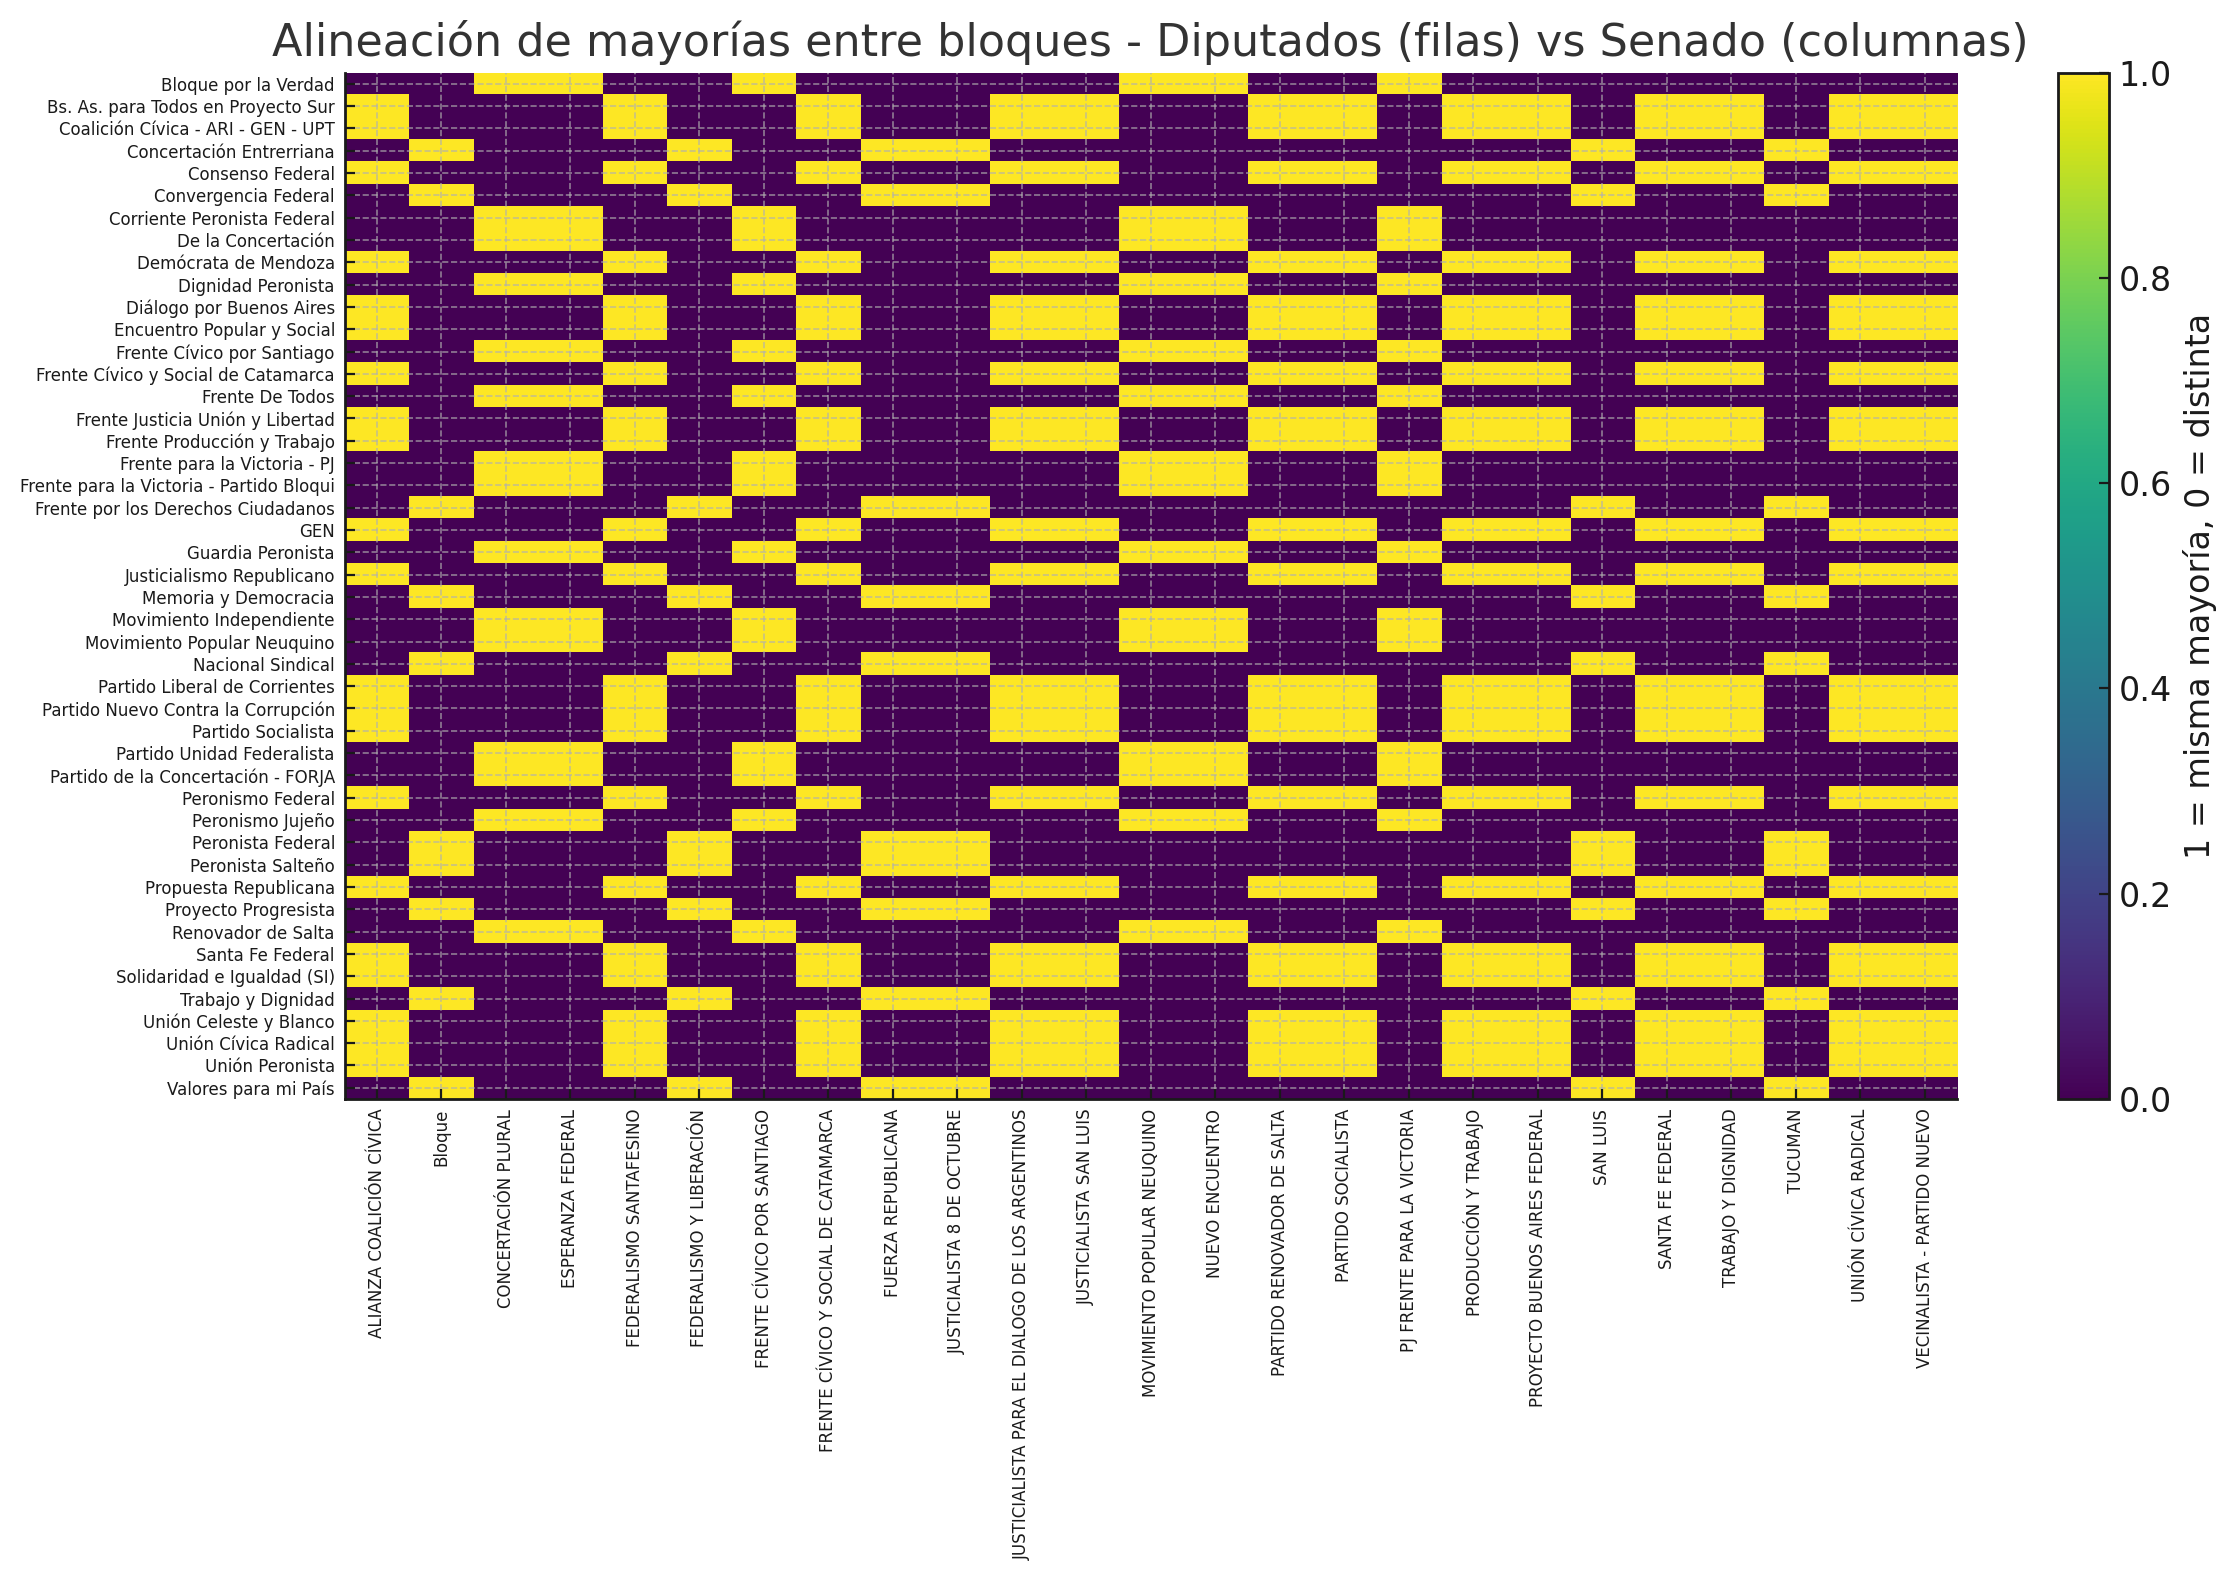 Alineación de mayorías entre bloques - Diputados (filas) vs Senado (columnas)
Bloque por la Verdad
Bs. As. para Todos en Proyecto Sur
Coalición Cívica - ARI - GEN - UPT
Concertación Entrerriana
Consenso Federal
Convergencia Federal
Corriente Peronista Federal
De la Concertación
Demócrata de Mendoza
Dignidad Peronista
Diálogo por Buenos Aires
Encuentro Popular y Social
Frente Cívico por Santiago
Frente Cívico y Social de Catamarca
Frente De Todos
Frente Justicia Unión y Libertad
Frente Producción y Trabajo
Frente para la Victoria - PJ
Frente para la Victoria - Partido Bloqui
Frente por los Derechos Ciudadanos
GEN
Guardia Peronista
Justicialismo Republicano
Memoria y Democracia
Movimiento Independiente
Movimiento Popular Neuquino
Nacional Sindical
Partido Liberal de Corrientes
Partido Nuevo Contra la Corrupción
Partido Socialista
Partido Unidad Federalista
Partido de la Concertación - FORJA
Peronismo Federal
Peronismo Jujeño
Peronista Federal
Peronista Salteño
Propuesta Republicana
Proyecto Progresista
Renovador de Salta
Santa Fe Federal
Solidaridad e Igualdad (SI)
Trabajo y Dignidad
Unión Celeste y Blanco
Unión Cívica Radical
Unión Peronista
Valores para mi País
ALIANZA COALICIÓN CÍVICA
Bloque
CONCERTACIÓN PLURAL
ESPERANZA FEDERAL
FEDERALISMO SANTAFESINO
FEDERALISMO Y LIBERACIÓN
FRENTE CÍVICO POR SANTIAGO
FRENTE CÍVICO Y SOCIAL DE CATAMARCA
FUERZA REPUBLICANA
JUSTICIALISTA 8 DE OCTUBRE
JUSTICIALISTA PARA EL DIALOGO DE LOS ARGENTINOS
JUSTICIALISTA SAN LUIS
MOVIMIENTO POPULAR NEUQUINO
NUEVO ENCUENTRO
PARTIDO RENOVADOR DE SALTA
PARTIDO SOCIALISTA
PJ FRENTE PARA LA VICTORIA
PRODUCCIÓN Y TRABAJO
PROYECTO BUENOS AIRES FEDERAL
SAN LUIS
SANTA FE FEDERAL
TRABAJO Y DIGNIDAD
TUCUMAN
UNIÓN CÍVICA RADICAL
VECINALISTA - PARTIDO NUEVO
1.0
0.8
0.6
0.4
0.2
0.0
1 = misma mayoría, 0 = distinta